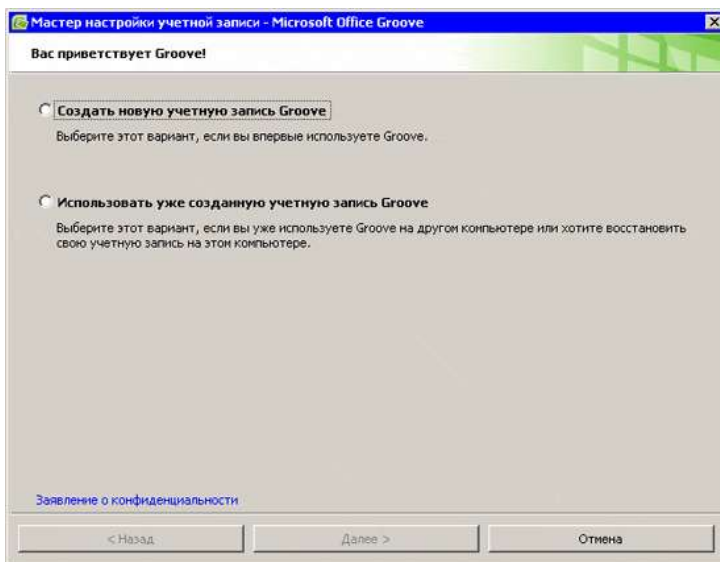 Мастер настройки учетной записи - Microsoft Office Groove
Вас приветствует Groove!
Создать новую учетную запись Groove
Выберите этот вариант, если вы впервые используете Groove.
Использовать уже созданную учетную запись Groove
Выберите этот вариант, если вы уже используете Groove на другом компьютере или хотите восстановить
свою учетную запись на этом компьютере.
Заявление о конфиденциальности
< Назад
Далее >
Отмена